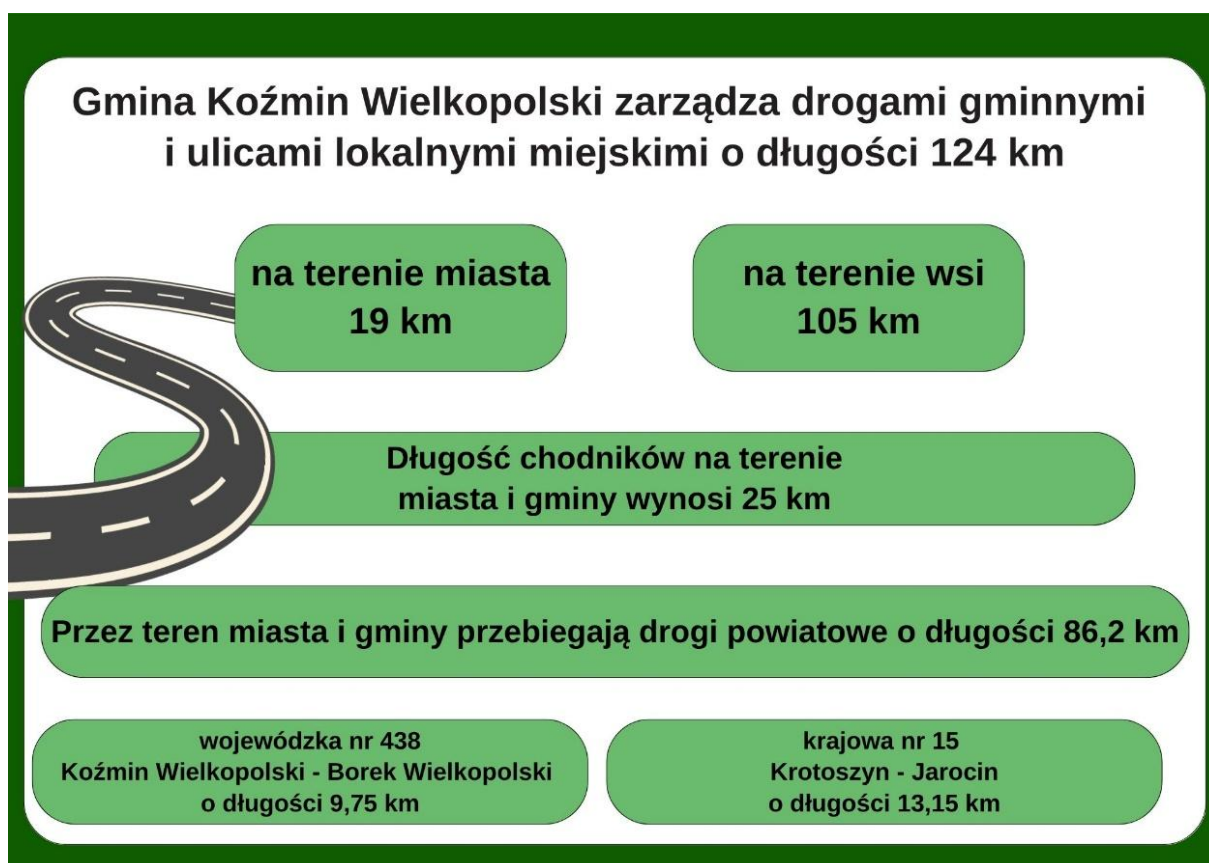 Gmina Koźmin Wielkopolski zarządza drogami gminnymi
i ulicami lokalnymi miejskimi o długości 124 km
na terenie miasta
19 km
na terenie wsi
105 km
Długość chodników na terenie
miasta i gminy wynosi 25 km
Przez teren miasta i gminy przebiegają drogi powiatowe o długości 86,2 km
wojewódzka nr 438
Koźmin Wielkopolski - Borek Wielkopolski
o długości 9,75 km
krajowa nr 15
Krotoszyn - Jarocin
o długości 13,15 km